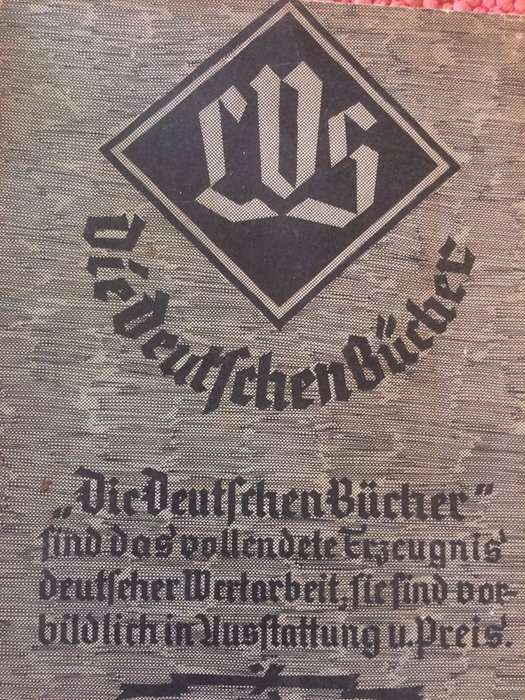 LVS
Die Deutschen Bücher
„Die Deutschen Bücher"
sind das vollendete Erzeugnis
deutscher Wertarbeit, sie sind vor-
bildlich in Ausstattung u. Preis.